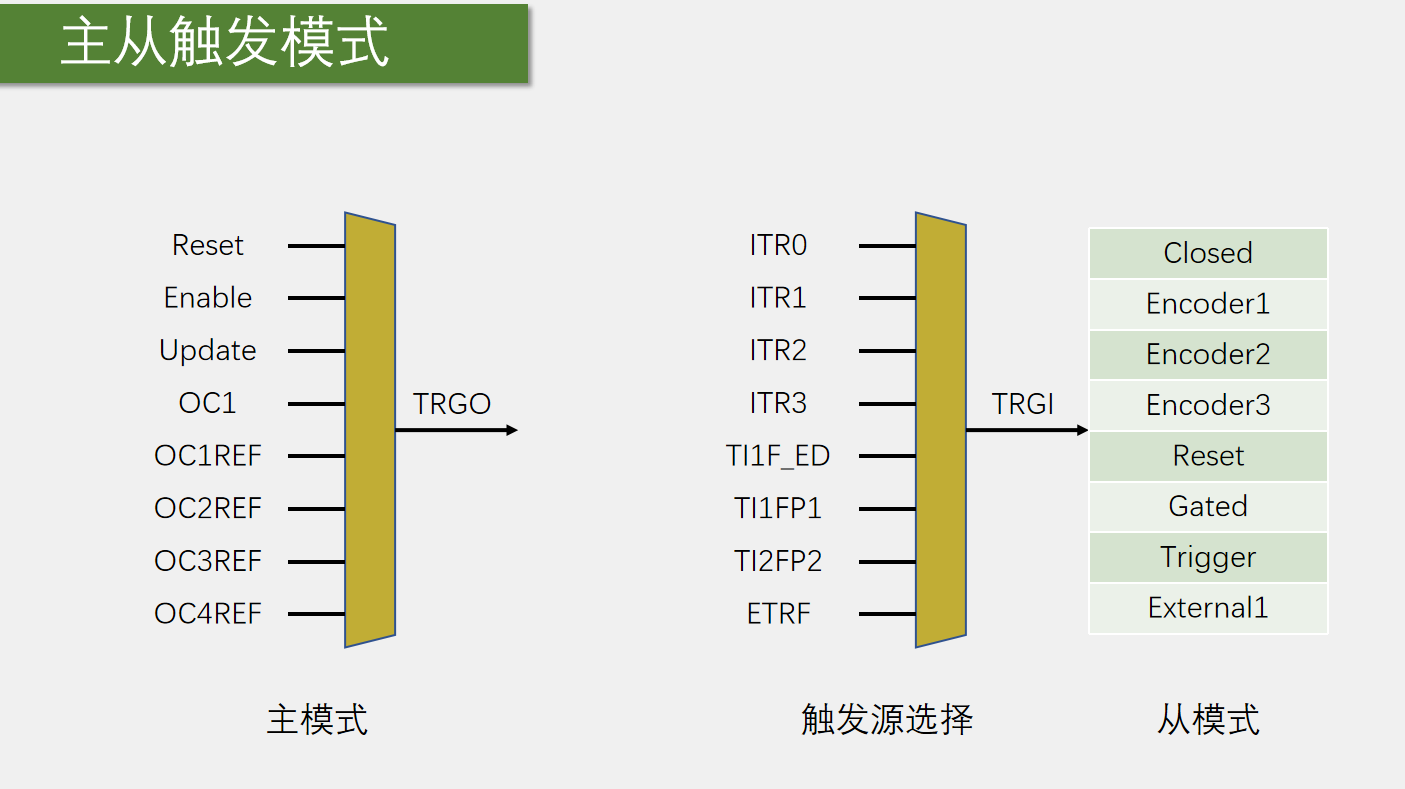 主从触发模式
Reset
Enable
Update
OC1
OC1REF
OC2REF
OC3REF
OC4REF
TRGO
主模式
ITR0
ITR1
ITR2
ITR3
TI1F_ED
TI1FP1
TI2FP2
ETRF
TRGI
触发源选择
Closed
Encoder1
Encoder2
Encoder3
Reset
Gated
Trigger
External1
从模式